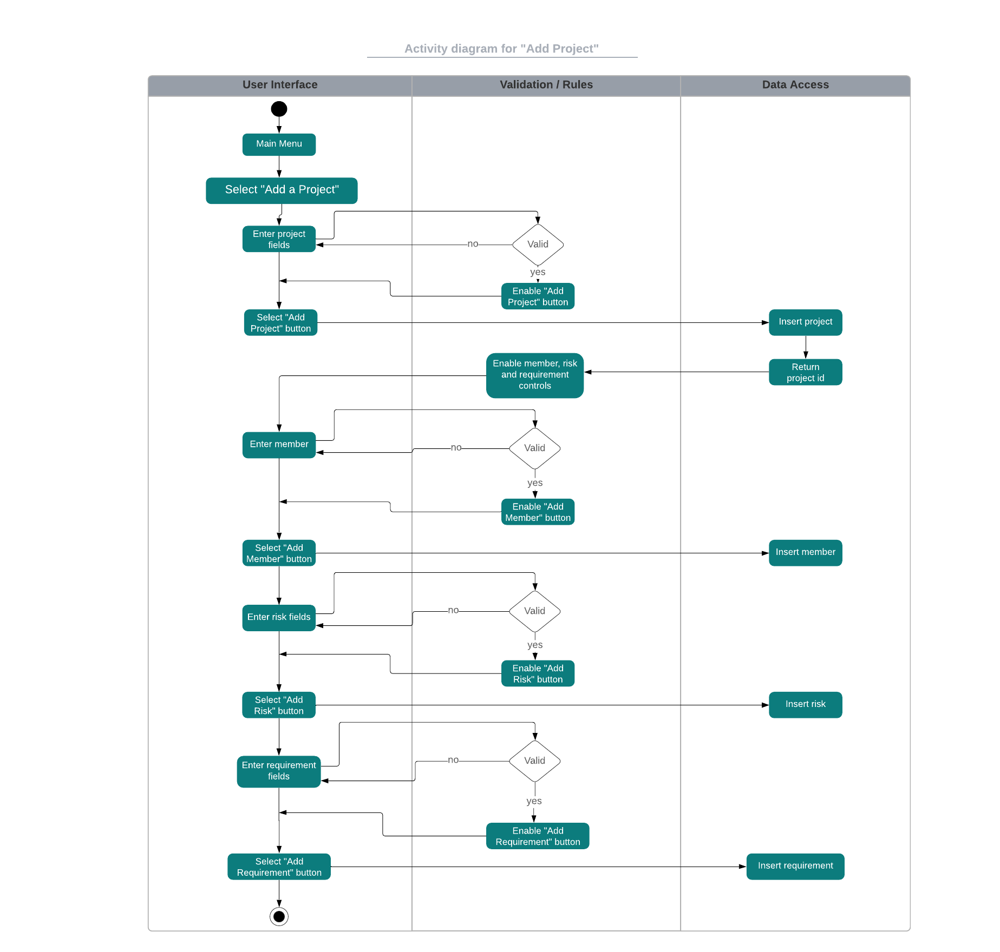 Activity diagram for "Add Project"
User Interface
Validation / Rules
Data Access
Main Menu
Select "Add a Project"
Enter project
fields
no
Valid
yes
Enable "Add
Project" button
Select "Add
Project" button
Insert project
Enable member, risk
and requirement
controls
Return
project id
Enter member
no
Valid
yes
Enable "Add
Member" button
Select "Add
Member" button
Insert member
Enter risk fields
no
Valid
yes
Enable "Add
Risk" button
Select "Add
Risk" button
Insert risk
Enter requirement
fields
no
Valid
yes
Enable "Add
Requirement" button
Select "Add
Requirement" button
Insert requirement